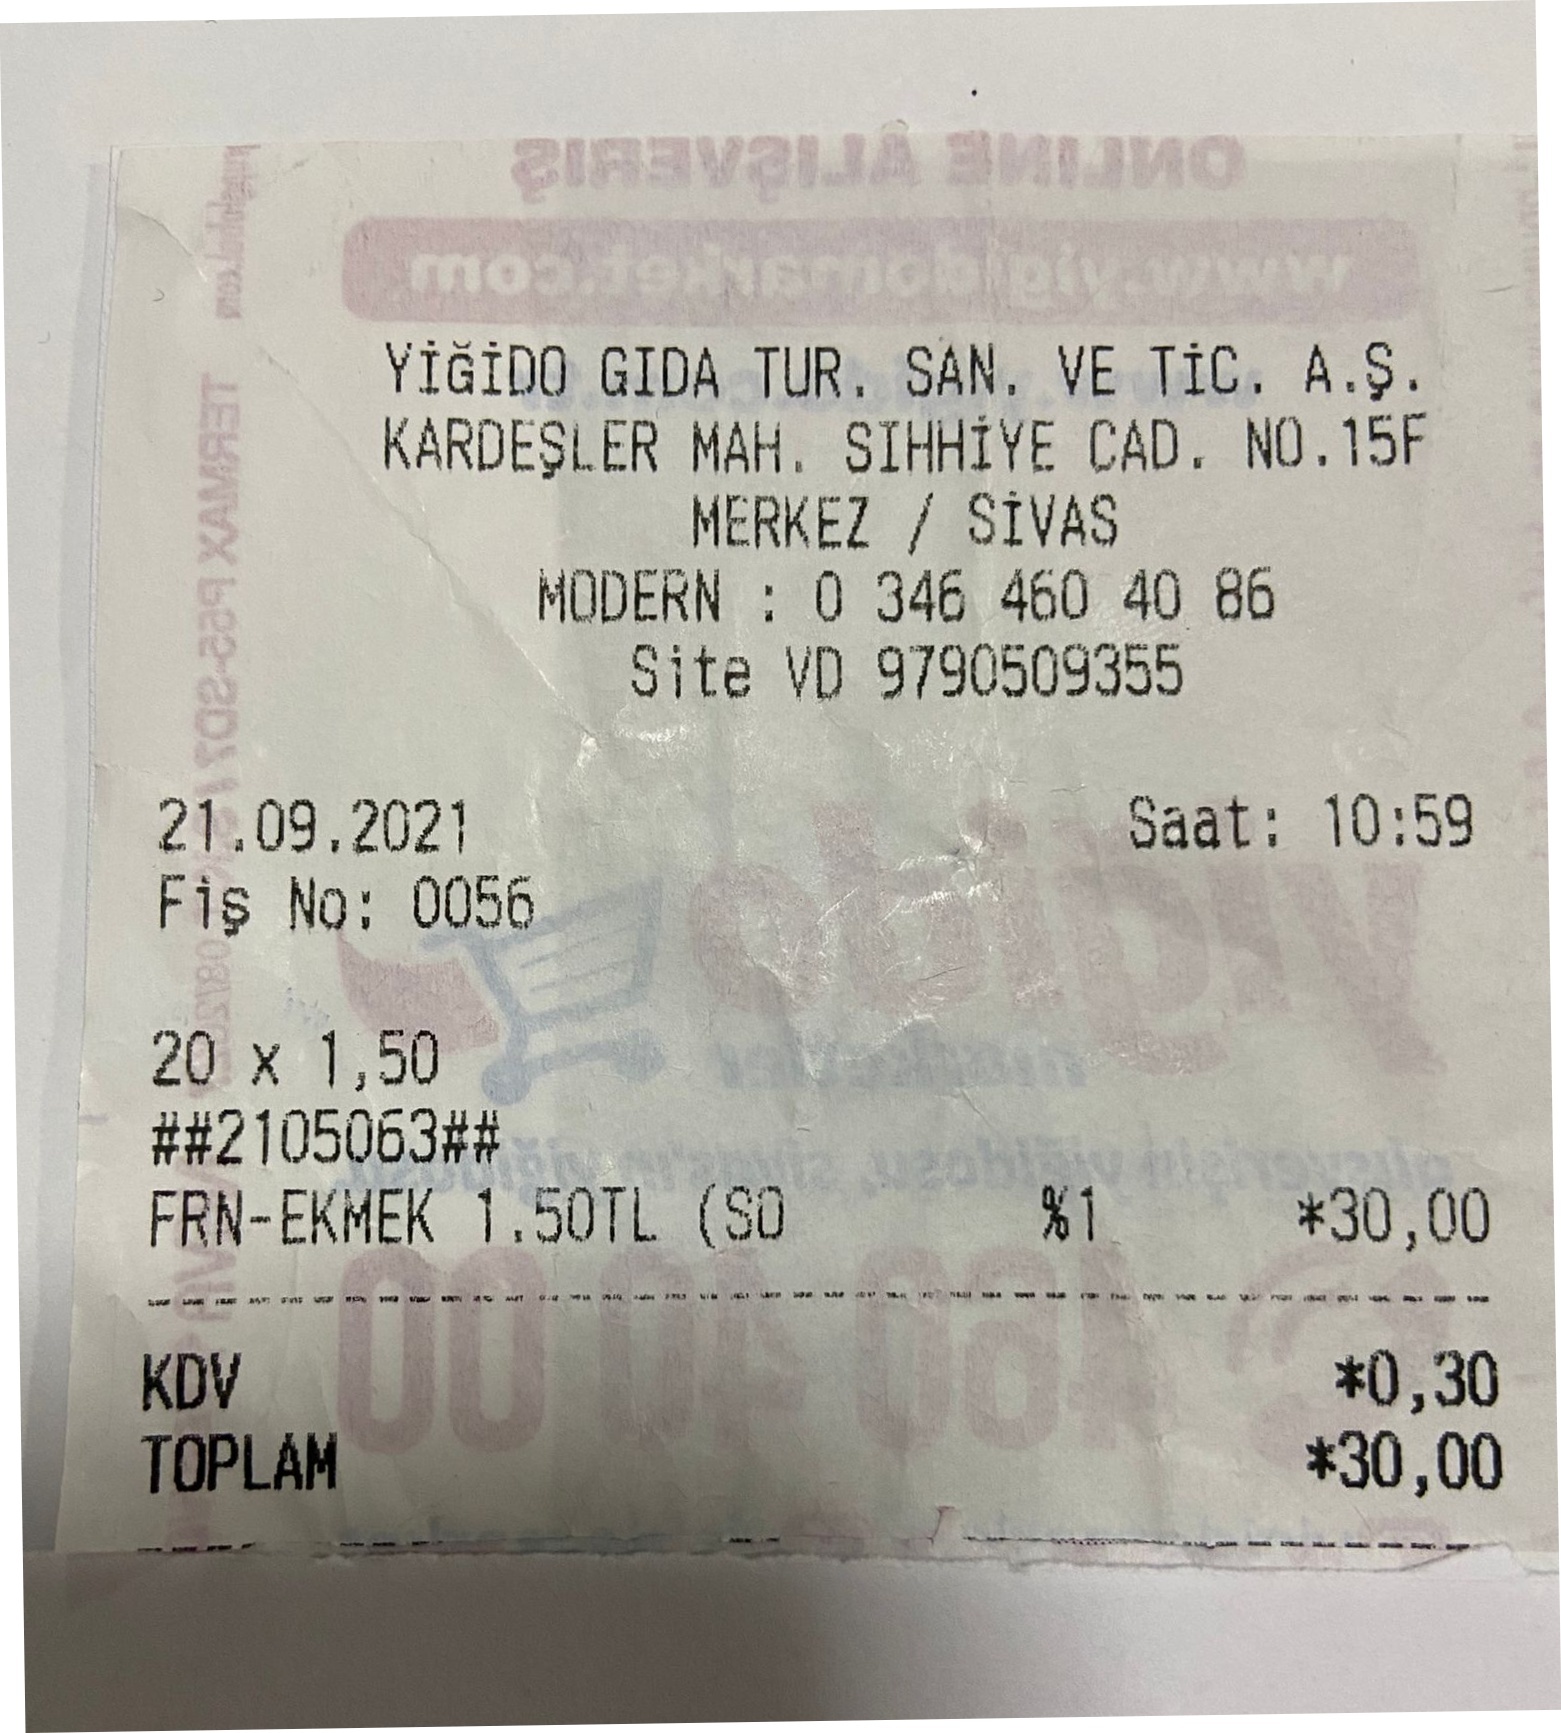 ONLINE ALIŞVERİŞ
www.yigidomarket.com
YİĞİDO GIDA TUR. SAN. VE TİC. A.Ş.
KARDEŞLER MAH. SIHHİYE CAD. NO.15F
MERKEZ / SİVAS
MODERN : 0 346 460 40 86
Site VD 9790509355
21.09.2021 Saat: 10:59
Fiş No: 0056
20 x 1,50
##2105063##
FRN-EKMEK 1.50TL (SO %1 *30,00
KDV *0,30
TOPLAM *30,00